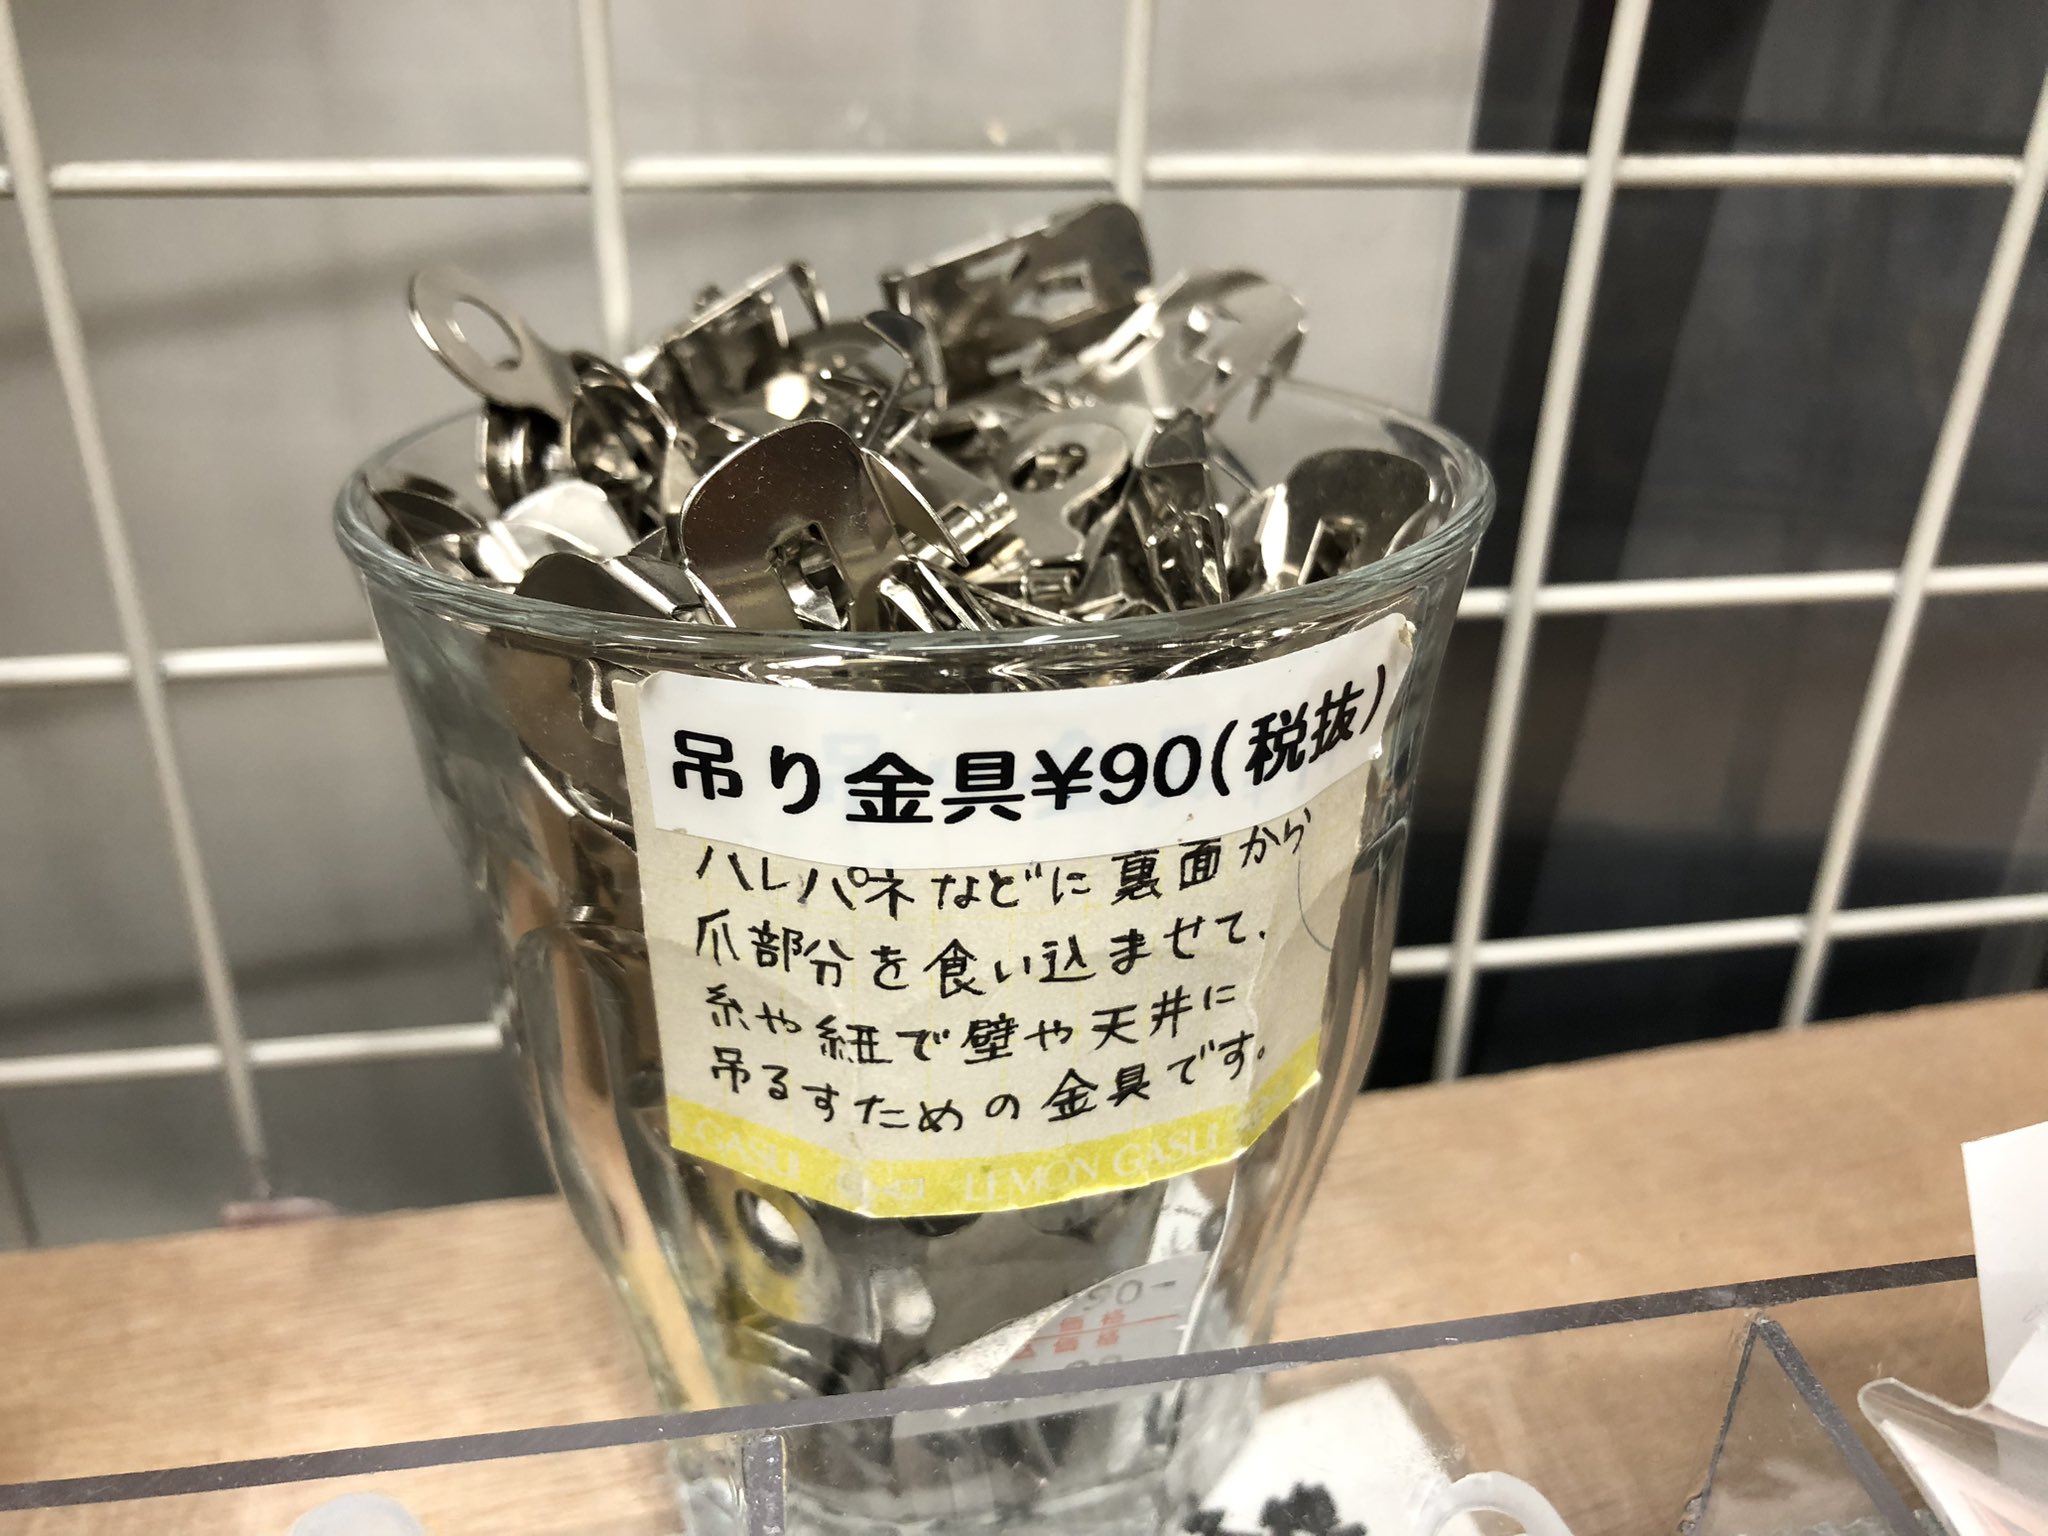 吊り金具¥90(税抜)
ハレパネなどに裏面から
爪部分を食い込ませて、
糸や紐で壁や天井に
吊るすための金具です。
LEMON GASUI